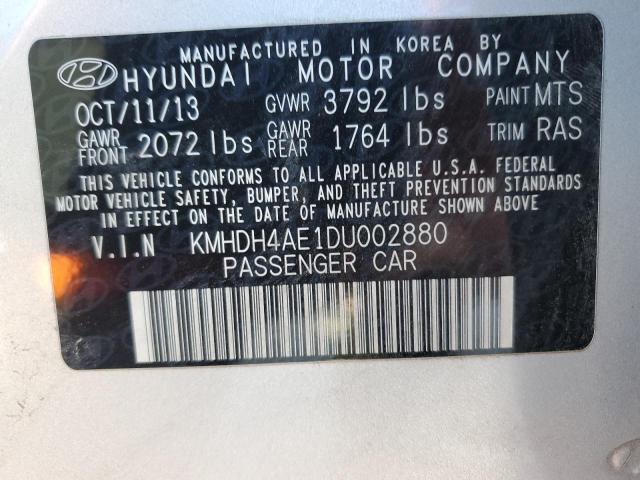 MANUFACTURED IN KOREA BY
HYUNDAI MOTOR COMPANY
OCT/11/13 GVWR 3792 lbs PAINT MTS
GAWR FRONT 2072 lbs GAWR REAR 1764 lbs TRIM RAS
THIS VEHICLE CONFORMS TO ALL APPLICABLE U.S.A. FEDERAL
MOTOR VEHICLE SAFETY, BUMPER, AND THEFT PREVENTION STANDARDS
IN EFFECT ON THE DATE OF MANUFACTURE SHOWN ABOVE.
V.I.N KMHDH4AE1DU002880
PASSENGER CAR